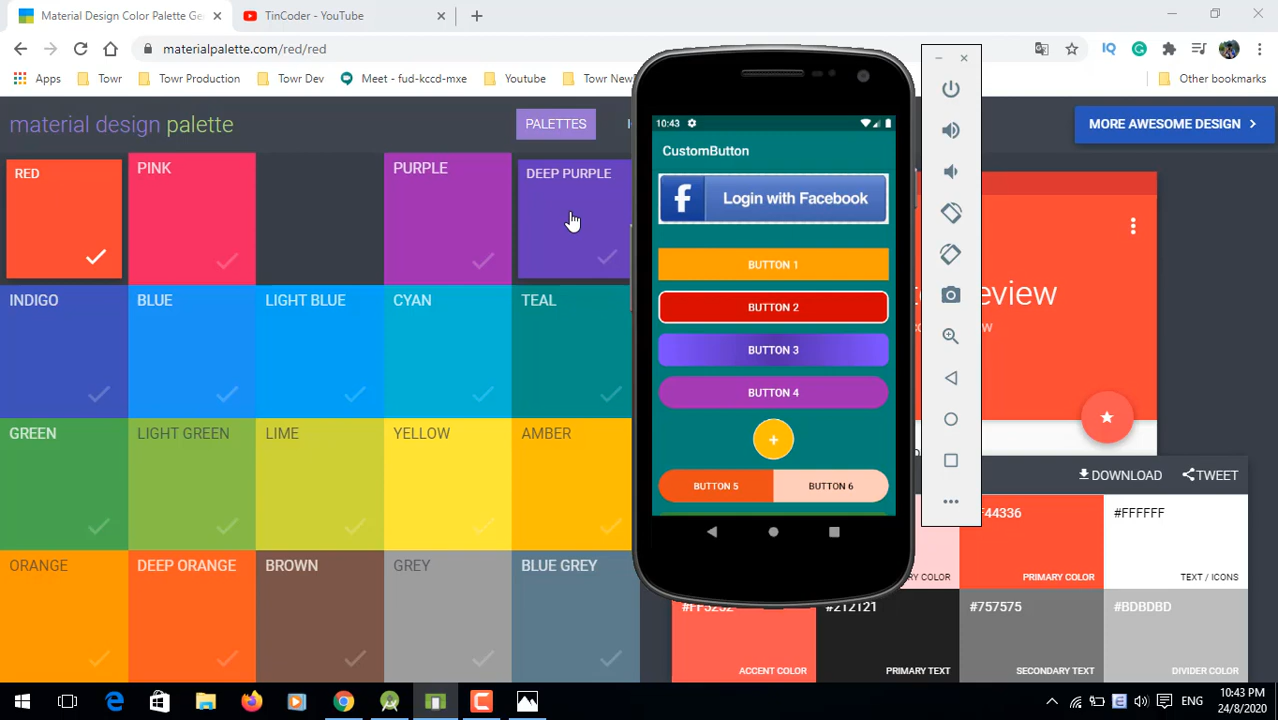 Material Design Color Palette Ge
TinCoder - YouTube
materialpalette.com/red/red
Apps
Towr
Towr Production
Towr Dev
Meet - fud-kccd-mxe
Youtube
Towr New
Other bookmarks
material design palette
PALETTES
MORE AWESOME DESIGN
RED
PINK
PURPLE
DEEP PURPLE
INDIGO
BLUE
LIGHT BLUE
CYAN
TEAL
GREEN
LIGHT GREEN
LIME
YELLOW
AMBER
ORANGE
DEEP ORANGE
BROWN
GREY
BLUE GREY
10:43
CustomButton
f Login with Facebook
BUTTON 1
BUTTON 2
BUTTON 3
BUTTON 4
+
BUTTON 5
BUTTON 6
eview
DOWNLOAD
TWEET
F44336
#FFFFFF
RY COLOR
PRIMARY COLOR
TEXT / ICONS
#FF5252
#212121
#757575
#BDBDBD
ACCENT COLOR
PRIMARY TEXT
SECONDARY TEXT
DIVIDER COLOR
IQ
ENG
10:43 PM
24/8/2020